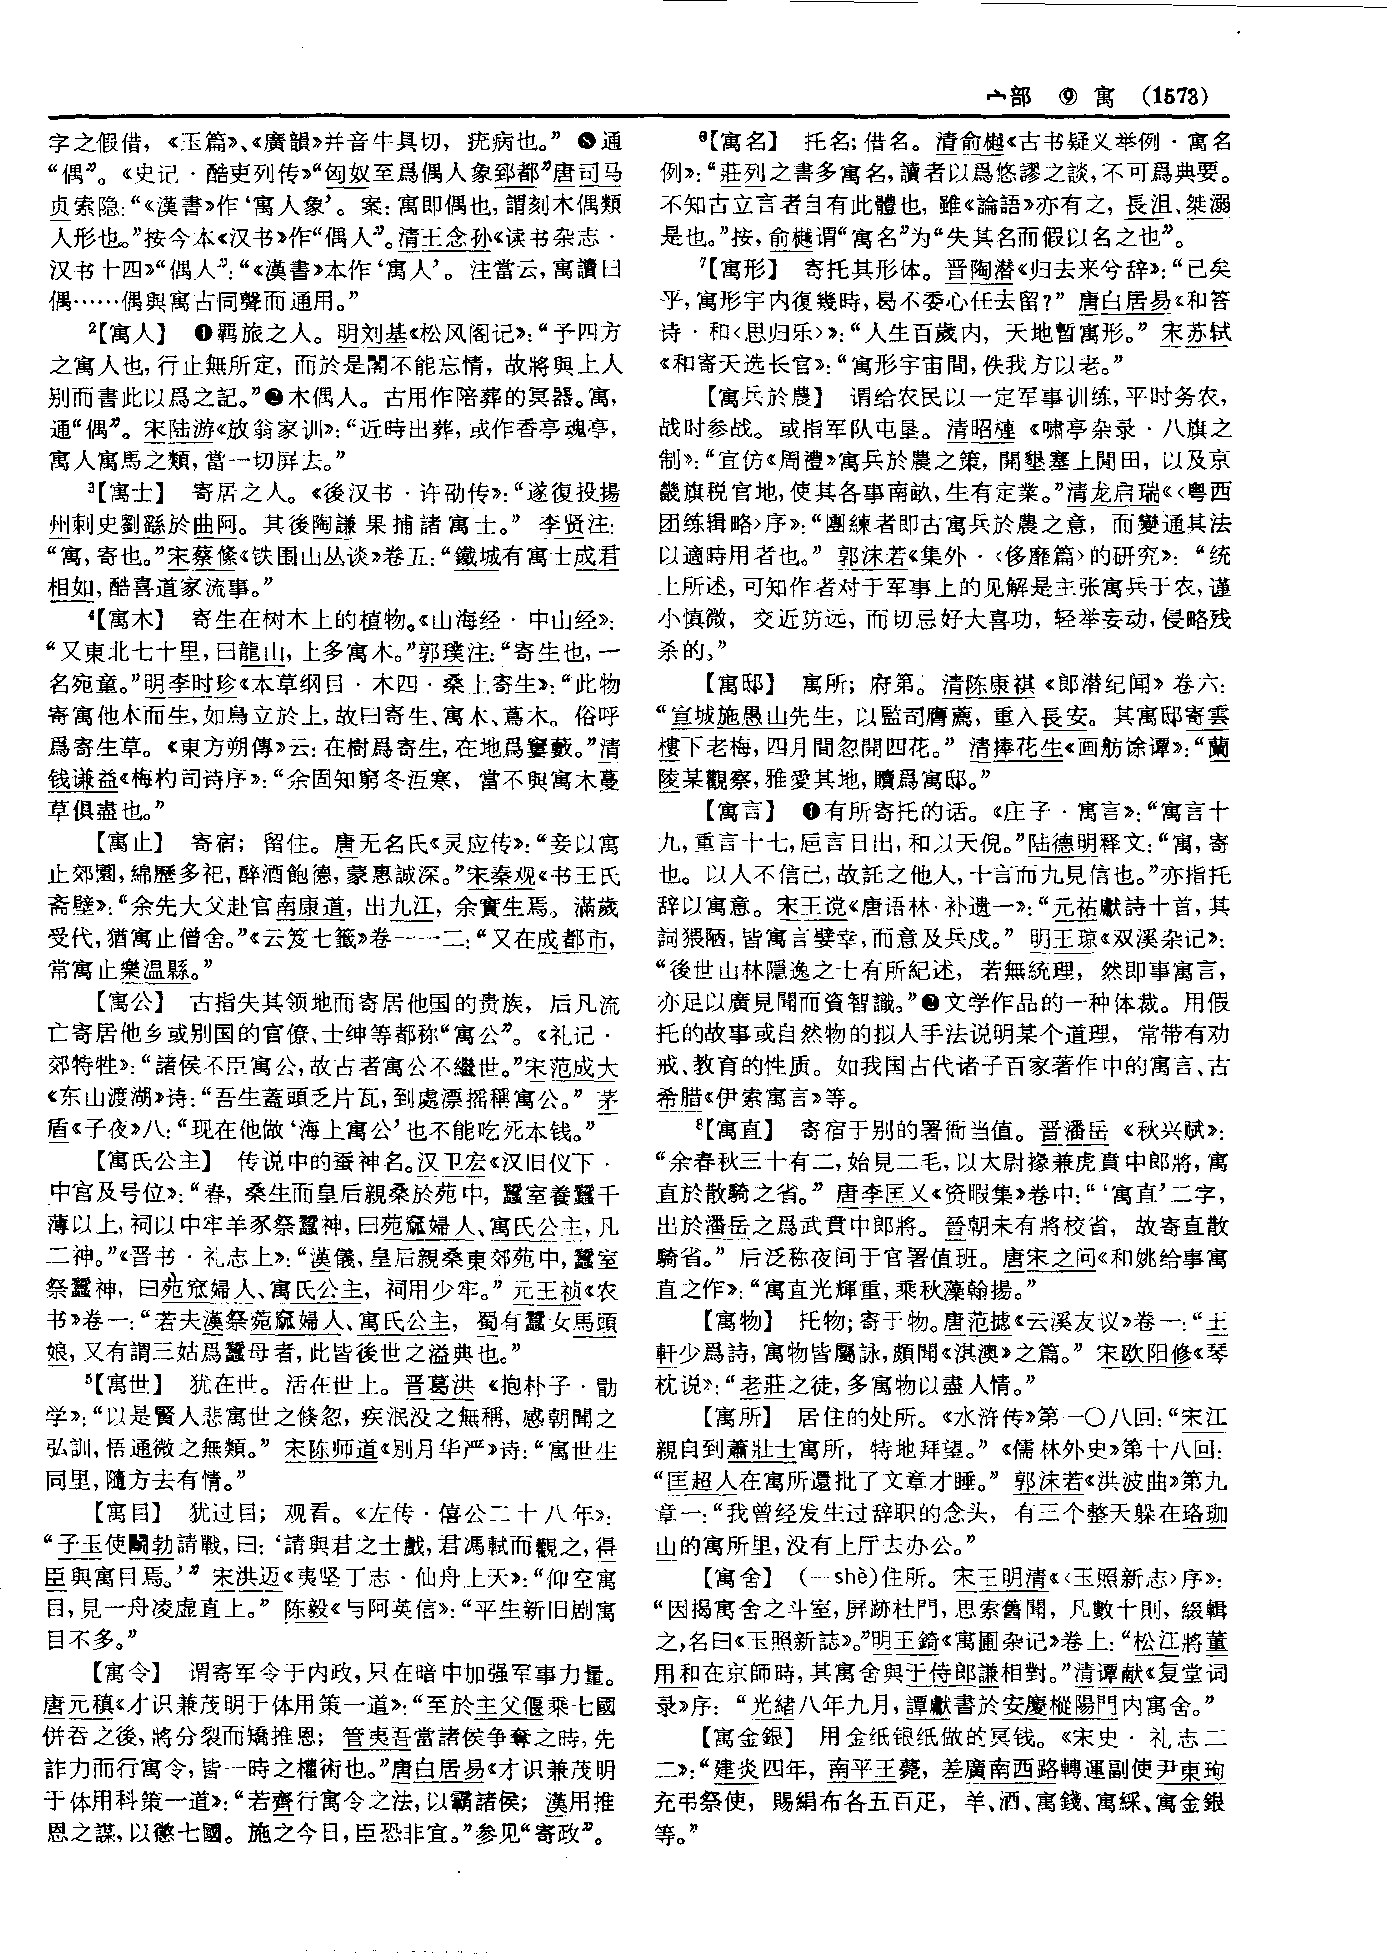 宀部 ⑨ 寓 (1573)
字之假借，《玉篇》、《廣韻》并音牛具切，疣病也。” ❽通
“偶”。《史记·酷吏列传》“匈奴至爲偶人象郅都”唐司马
贞索隐：“《漢書》作‘寓人象’。案：寓即偶也，謂刻木偶類
人形也。”按今本《汉书》作“偶人”。清王念孙《读书杂志·
汉书十四》“偶人”：“《漢書》本作‘寓人’。注當云，寓讀曰
偶……偶與寓古同聲而通用。”
²【寓人】 ❶羁旅之人。明刘基《松风阁记》：“予四方
之寓人也，行止無所定，而於是閣不能忘情，故將與上人
别而書此以爲之記。”❷木偶人。古用作陪葬的冥器。寓，
通“偶”。宋陆游《放翁家训》：“近時出葬，或作香亭魂亭，
寓人寓馬之類，當一切屏去。”
³【寓士】 寄居之人。《後汉书·许劭传》：“遂復投揚
州刺史劉繇於曲阿。其後陶謙果捕諸寓士。” 李贤注：
“寓，寄也。”宋蔡絛《铁围山丛谈》卷五：“鐵城有寓士成君
相如，酷喜道家流事。”
⁴【寓木】 寄生在树木上的植物。《山海经·中山经》：
“又東北七十里，曰龍山，上多寓木。”郭璞注：“寄生也，一
名宛童。”明李时珍《本草纲目·木四·桑上寄生》：“此物
寄寓他木而生，如鳥立於上，故曰寄生、寓木、蔦木。俗呼
爲寄生草。《東方朔傳》云：在樹爲寄生，在地爲窶藪。”清
钱谦益《梅杓司诗序》：“余固知窮冬沍寒，當不與寓木蔓
草俱盡也。”
【寓止】 寄宿；留住。唐无名氏《灵应传》：“妾以寓
止郊園，綿歷多祀，醉酒飽德，蒙惠誠深。”宋秦观《书王氏
斋壁》：“余先大父赴官南康道，出九江，余實生焉。滿歲
受代，猶寓止僧舍。”《云笈七籤》卷一一二：“又在成都市，
常寓止樂温縣。”
【寓公】 古指失其领地而寄居他国的贵族，后凡流
亡寄居他乡或别国的官僚、士绅等都称“寓公”。《礼记·
郊特牲》：“諸侯不臣寓公，故古者寓公不繼世。”宋范成大
《东山渡湖》诗：“吾生蓋頭乏片瓦，到處漂摇稱寓公。” 茅
盾《子夜》八：“现在他做‘海上寓公’也不能吃死本钱。”
【寓氏公主】 传说中的蚕神名。汉卫宏《汉旧仪下·
中宫及号位》：“春，桑生而皇后親桑於苑中，蠶室養蠶千
薄以上，祠以中牢羊豕祭蠶神，曰苑窳婦人、寓氏公主，凡
二神。”《晋书·礼志上》：“漢儀，皇后親桑東郊苑中，蠶室
祭蠶神，曰苑窳婦人、寓氏公主，祠用少牢。” 元王祯《农
书》卷一：“若夫漢祭菀窳婦人、寓氏公主，蜀有蠶女馬頭
娘，又有謂三姑爲蠶母者，此皆後世之溢典也。”
⁵【寓世】 犹在世。活在世上。晋葛洪《抱朴子·勖
学》：“以是賢人悲寓世之倏忽，疾泯没之無稱，感朝聞之
弘訓，悟通微之無類。” 宋陈师道《别月华严》诗：“寓世生
同里，隨方去有情。”
【寓目】 犹过目；观看。《左传·僖公二十八年》：
“子玉使鬭勃請戰，曰：‘請與君之士戲，君馮軾而觀之，得
臣與寓目焉。’” 宋洪迈《夷坚丁志·仙舟上天》：“仰空寓
目，見一舟凌虚直上。” 陈毅《与阿英信》：“平生新旧剧寓
目不多。”
【寓令】 谓寄军令于内政，只在暗中加强军事力量。
唐元稹《才识兼茂明于体用策一道》：“至於主父偃乘七國
併吞之後，將分裂而矯推恩；管夷吾當諸侯争奪之時，先
詐力而行寓令，皆一時之權術也。”唐白居易《才识兼茂明
于体用科策一道》：“若齊行寓令之法，以霸諸侯；漢用推
恩之謀，以懲七國。施之今日，臣恐非宜。”参见“寄政”。
⁶【寓名】 托名；借名。清俞樾《古书疑义举例·寓名
例》：“莊列之書多寓名，讀者以爲悠謬之談，不可爲典要。
不知古立言者自有此體也，雖《論語》亦有之，長沮、桀溺
是也。”按，俞樾谓“寓名”为“失其名而假以名之也”。
⁷【寓形】 寄托其形体。晋陶潜《归去来兮辞》：“已矣
乎，寓形宇内復幾時，曷不委心任去留？” 唐白居易《和答
诗·和〈思归乐〉》：“人生百歲内，天地暫寓形。” 宋苏轼
《和寄天选长官》：“寓形宇宙間，佚我方以老。”
【寓兵於農】 谓给农民以一定军事训练，平时务农，
战时参战。或指军队屯垦。清昭槤《啸亭杂录·八旗之
制》：“宜仿《周禮》寓兵於農之策，開墾塞上閒田，以及京
畿旗税官地，使其各事南畝，生有定業。”清龙启瑞《〈粤西
团练辑略〉序》：“團練者即古寓兵於農之意，而變通其法
以適時用者也。” 郭沫若《集外·〈侈靡篇〉的研究》：“统
上所述，可知作者对于军事上的见解是主张寓兵于农，谨
小慎微，交近防远，而切忌好大喜功，轻举妄动，侵略残
杀的。”
【寓邸】 寓所；府第。清陈康祺《郎潜纪闻》卷六：
“宣城施愚山先生，以監司膺薦，重入長安。其寓邸寄雲
樓下老梅，四月間忽開四花。” 清捧花生《画舫馀谭》：“蘭
陵某觀察，雅愛其地，購爲寓邸。”
【寓言】 ❶有所寄托的话。《庄子·寓言》：“寓言十
九，重言十七，巵言日出，和以天倪。”陆德明释文：“寓，寄
也。以人不信己，故託之他人，十言而九見信也。”亦指托
辞以寓意。宋王谠《唐语林·补遗一》：“元祐獻詩十首，其
詞猥陋，皆寓言嬖幸，而意及兵戍。” 明王琼《双溪杂记》：
“後世山林隱逸之士有所紀述，若無統理，然即事寓言，
亦足以廣見聞而資智識。”❷文学作品的一种体裁。用假
托的故事或自然物的拟人手法说明某个道理，常带有劝
戒、教育的性质。如我国古代诸子百家著作中的寓言、古
希腊《伊索寓言》等。
⁸【寓直】 寄宿于别的署衙当值。晋潘岳《秋兴赋》：
“余春秋三十有二，始見二毛，以太尉掾兼虎賁中郎將，寓
直於散騎之省。” 唐李匡乂《资暇集》卷中：“‘寓直’二字，
出於潘岳之爲武賁中郎將。晉朝未有將校省，故寄直散
騎省。” 后泛称夜间于官署值班。唐宋之问《和姚给事寓
直之作》：“寓直光輝重，乘秋藻翰揚。”
【寓物】 托物；寄于物。唐范摅《云溪友议》卷一：“王
軒少爲詩，寓物皆屬詠，頗聞《淇澳》之篇。” 宋欧阳修《琴
枕说》：“老莊之徒，多寓物以盡人情。”
【寓所】 居住的处所。《水浒传》第一〇八回：“宋江
親自到蕭壯士寓所，特地拜望。”《儒林外史》第十八回：
“匡超人在寓所還批了文章才睡。” 郭沫若《洪波曲》第九
章一：“我曾经发生过辞职的念头，有三个整天躲在珞珈
山的寓所里，没有上厅去办公。”
【寓舍】 (－shè)住所。宋王明清《〈玉照新志〉序》：
“因揭寓舍之斗室，屏跡杜門，思索舊聞，凡數十則，綴輯
之，名曰《玉照新誌》。”明王錡《寓圃杂记》卷上：“松江將董
用和在京師時，其寓舍與于侍郎謙相對。”清谭献《复堂词
录》序：“光緒八年九月，譚獻書於安慶樅陽門内寓舍。”
【寓金銀】 用金纸银纸做的冥钱。《宋史·礼志二
二》：“建炎四年，南平王薨，差廣南西路轉運副使尹東珣
充弔祭使，賜絹布各五百疋，羊、酒、寓錢、寓綵、寓金銀
等。”